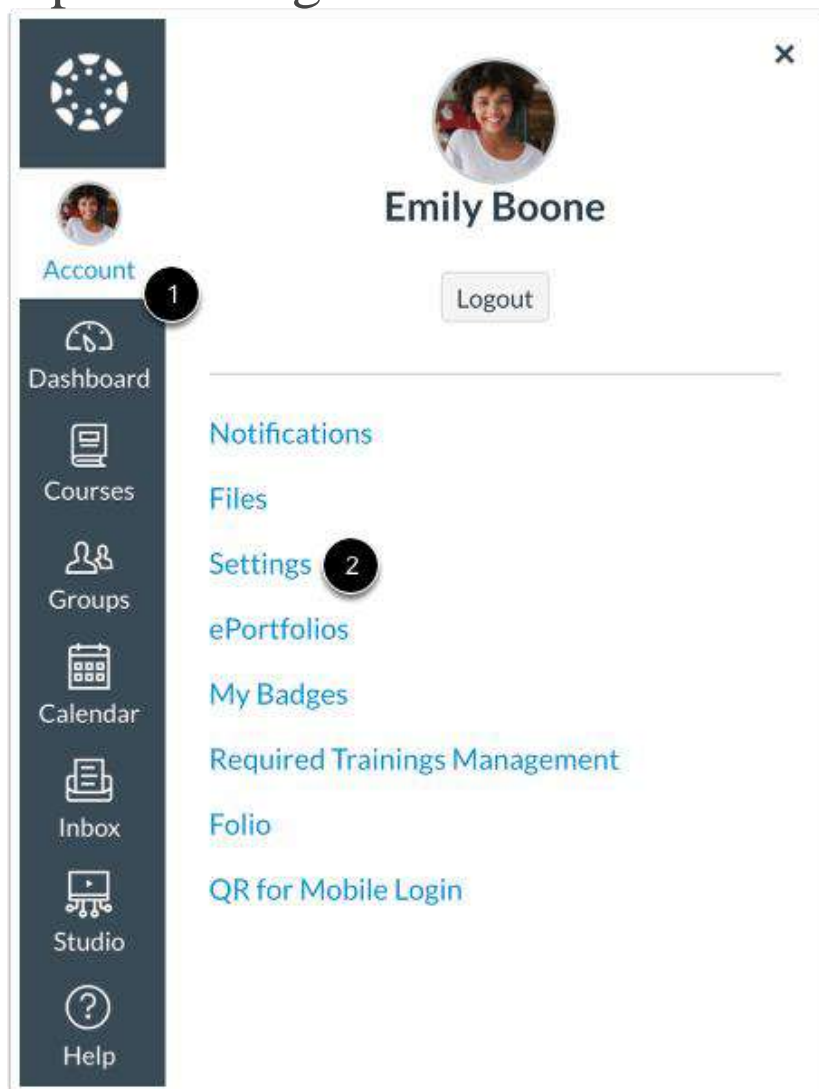 Emily Boone
Logout
Account
1
Dashboard
Courses
Groups
Calendar
Inbox
Studio
Help
Notifications
Files
Settings 2
ePortfolios
My Badges
Required Trainings Management
Folio
QR for Mobile Login